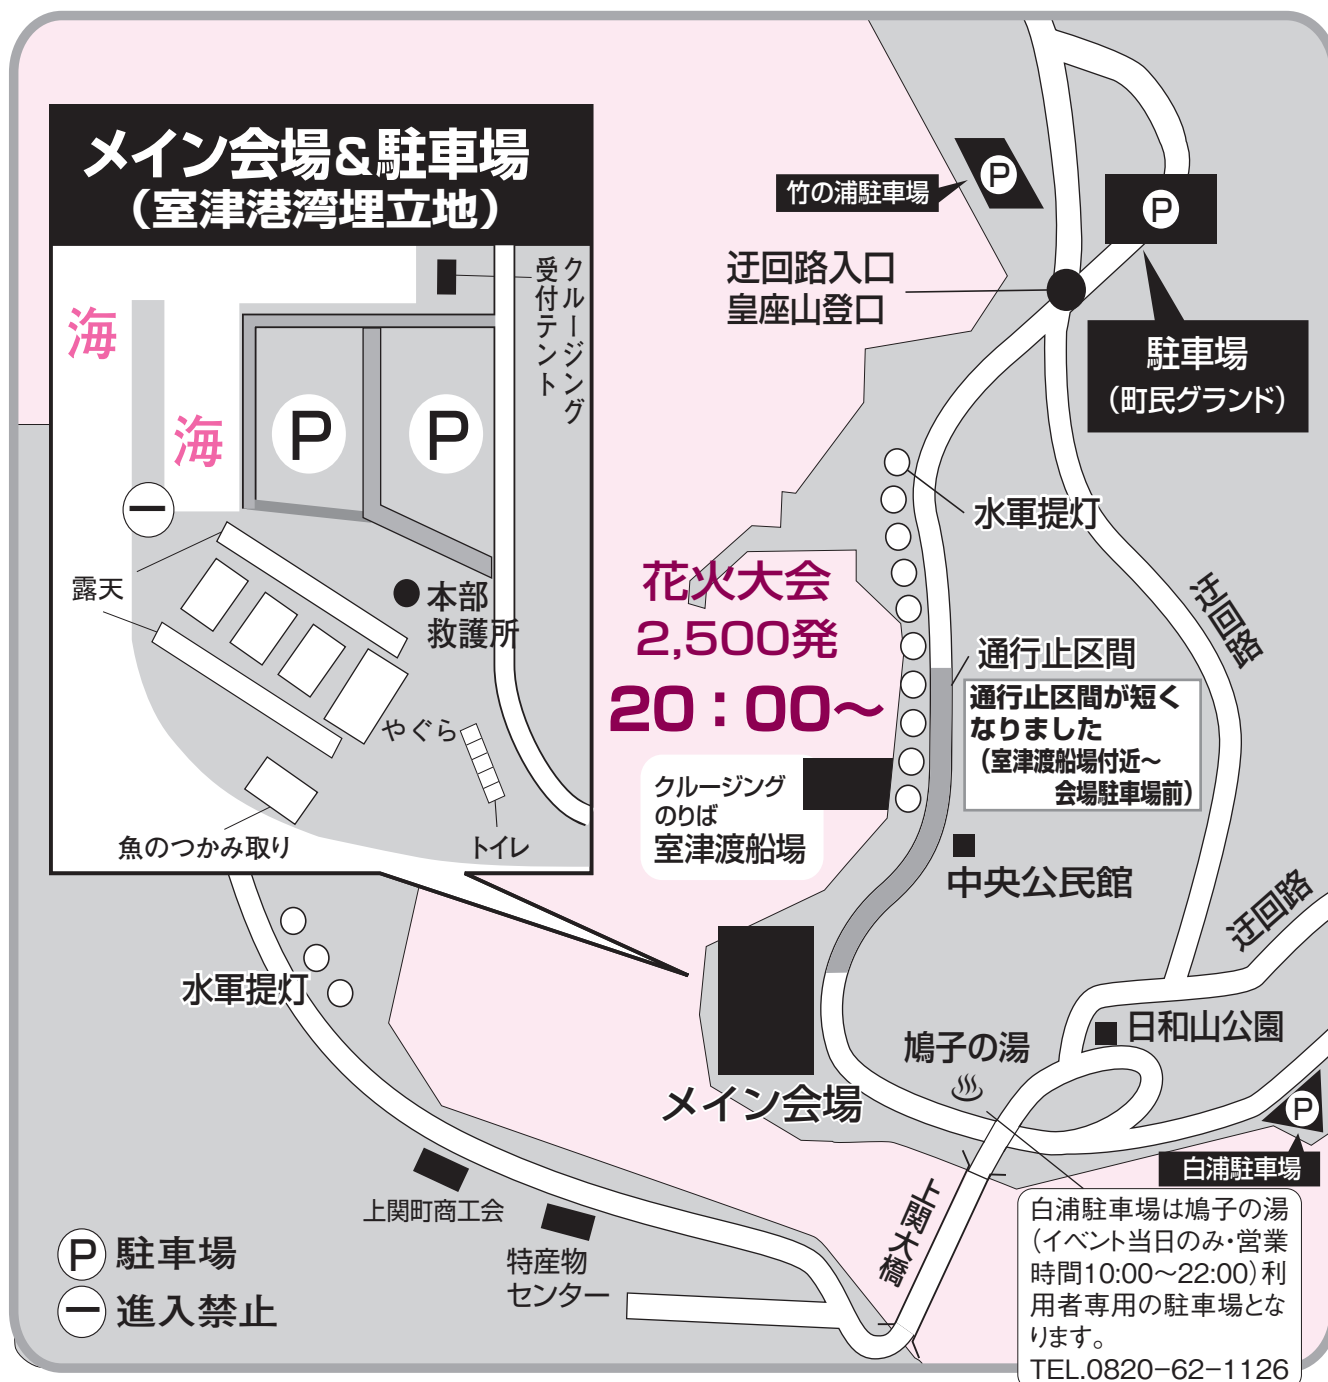 メイン会場&駐車場
(室津港湾埋立地)
クルージング
受付テント
海
海
P
P
露天
本部
救護所
やぐら
魚のつかみ取り
トイレ
竹の浦駐車場
P
P
迂回路入口
皇座山登口
駐車場
(町民グランド)
水軍提灯
迂回路
花火大会
2,500発
20:00〜
通行止区間
通行止区間が短く
なりました
(室津渡船場付近〜
会場駐車場前)
クルージング
のりば
室津渡船場
中央公民館
迂回路
水軍提灯
日和山公園
鳩子の湯
メイン会場
P
白浦駐車場
上関大橋
上関町商工会
特産物
センター
白浦駐車場は鳩子の湯
(イベント当日のみ・営業
時間10:00〜22:00)利
用者専用の駐車場とな
ります。
TEL.0820−62−1126
P 駐車場
進入禁止